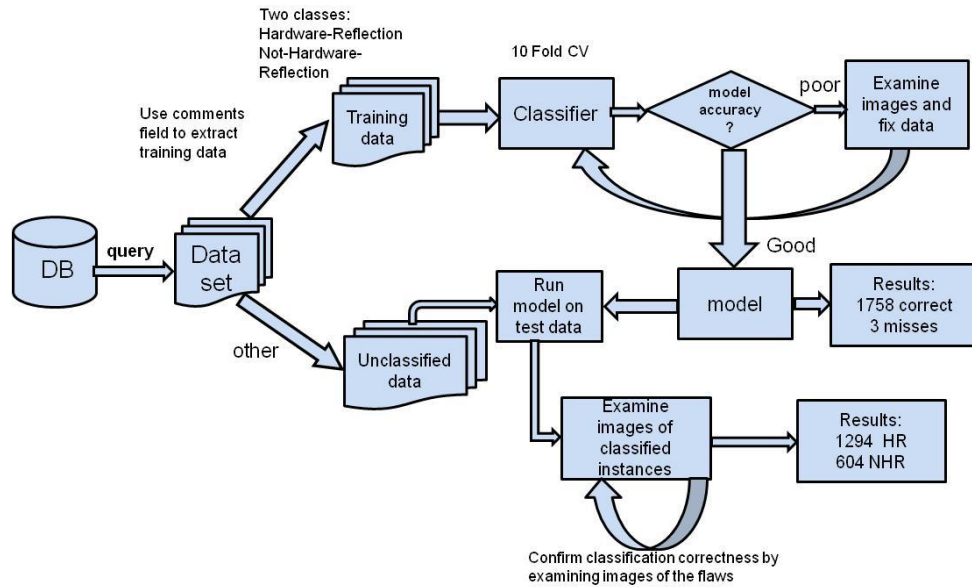 Two classes:
Hardware-Reflection
Not-Hardware-
Reflection
10 Fold CV
Use comments
field to extract
training data
Training
data
Classifier
model
accuracy
?
poor
Examine
images and
fix data
Good
DB
query
Data
set
other
Unclassified
data
Run
model on
test data
model
Results:
1758 correct
3 misses
Examine
images of
classified
instances
Results:
1294 HR
604 NHR
Confirm classification correctness by
examining images of the flaws